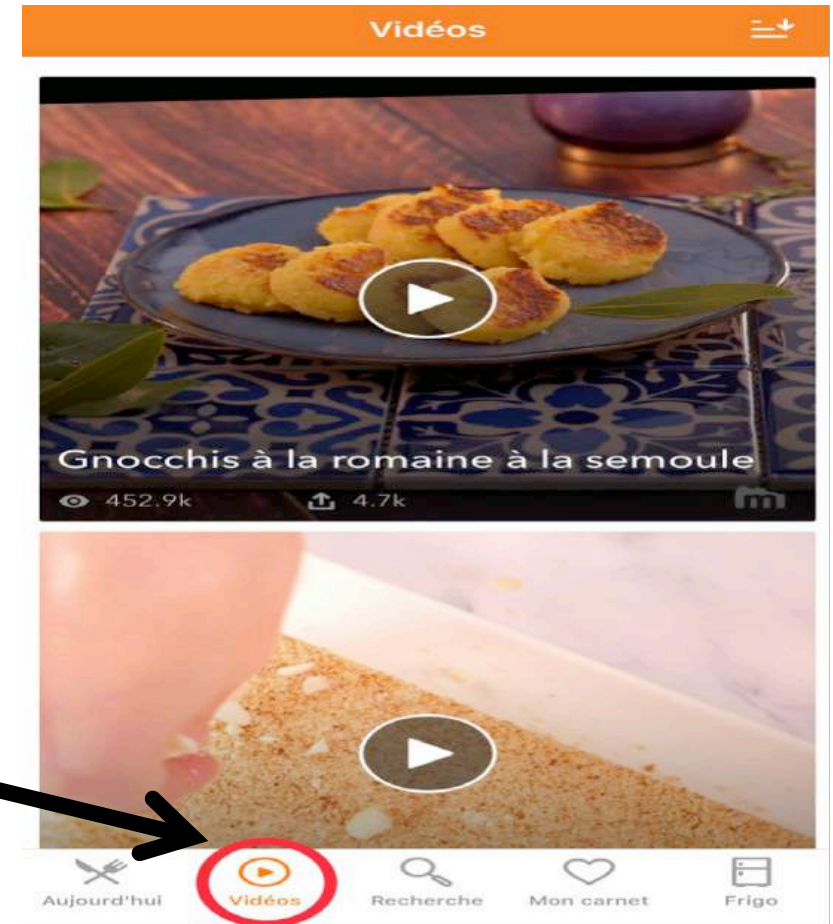 Vidéos
Gnocchis à la romaine à la semoule
452.9k 4.7k
m
Aujourd'hui Vidéos Recherche Mon carnet Frigo